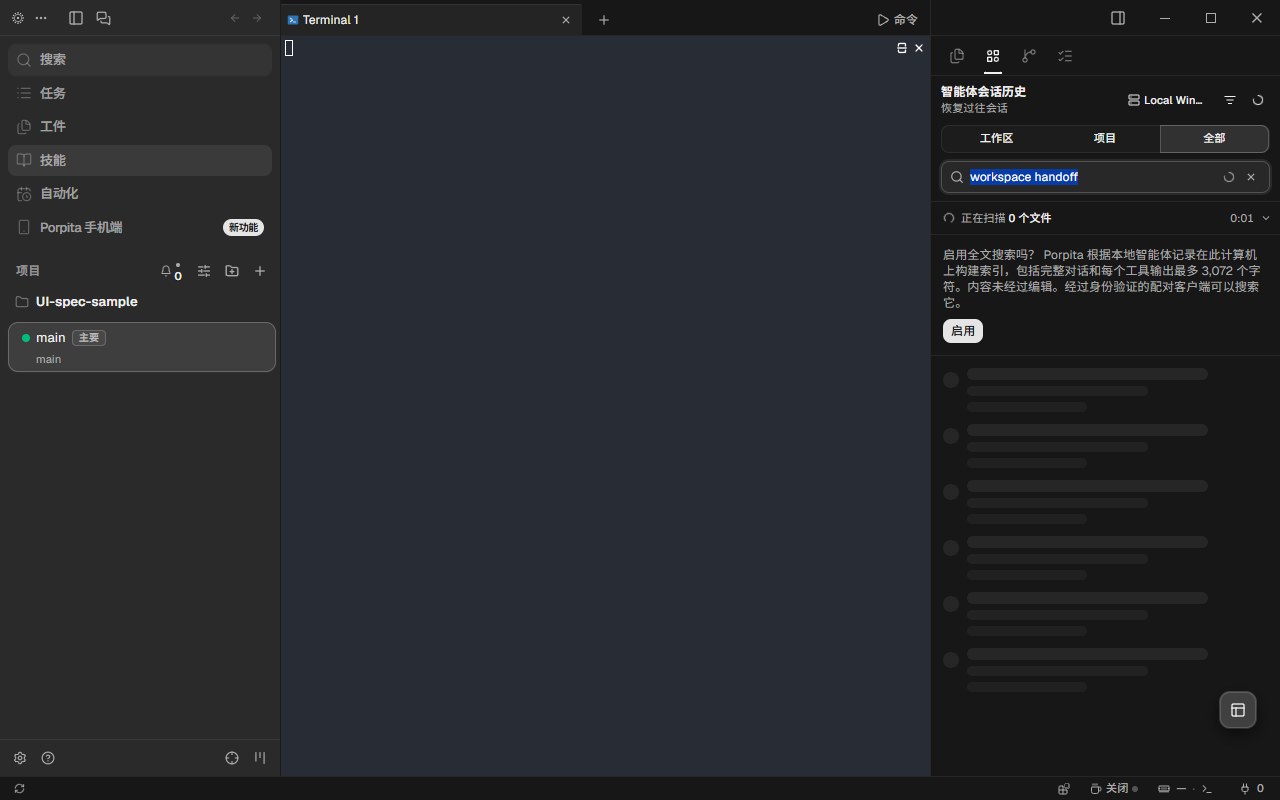 Terminal 1
命令
搜索
任务
工件
技能
自动化
Porpita 手机端
新功能
项目
0
UI-spec-sample
main
主要
main
智能体会话历史
恢复过往会话
Local Win...
工作区
项目
全部
workspace handoff
正在扫描 0 个文件
0:01
启用全文搜索吗？ Porpita 根据本地智能体记录在此计算机
上构建索引，包括完整对话和每个工具输出最多 3,072 个字
符。内容未经过编辑。经过身份验证的配对客户端可以搜索
它。
启用
关闭
— ·
0